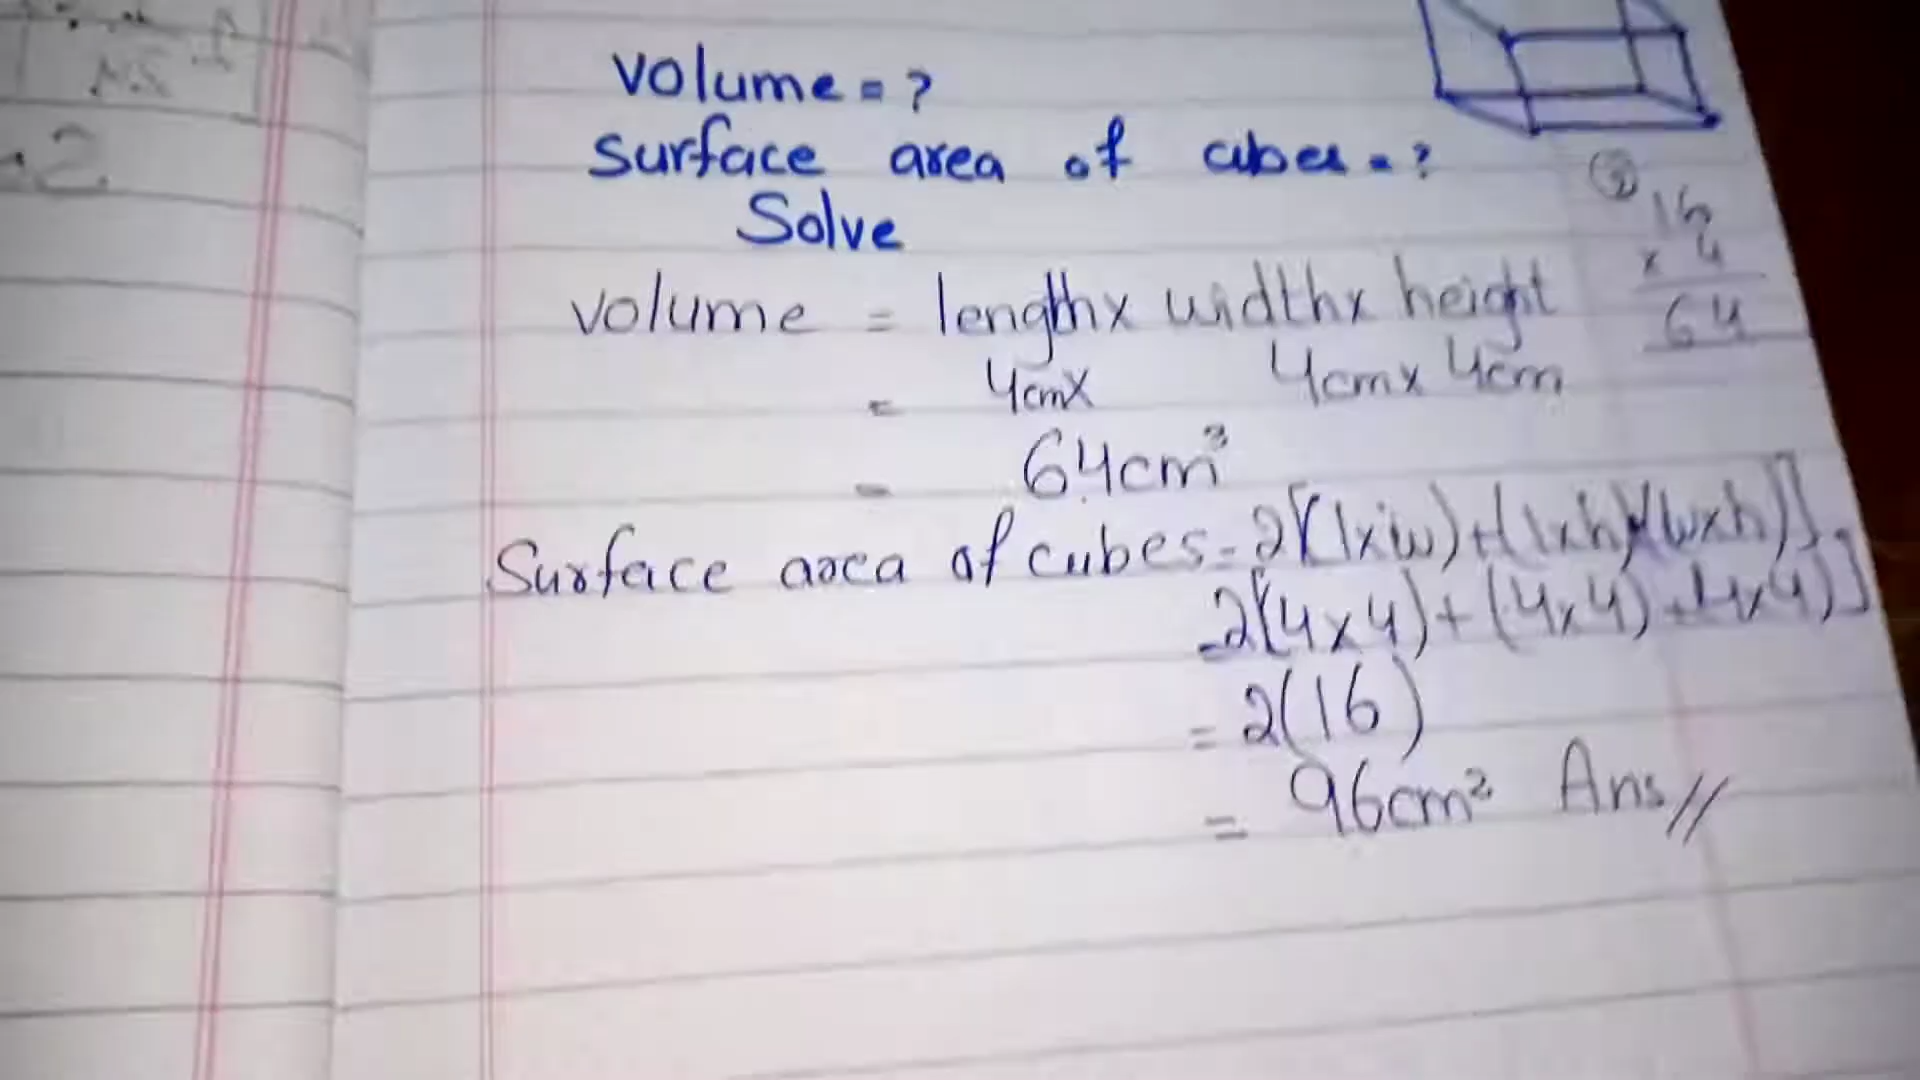 Volume = ?
Surface area of cubes = ?
Solve
16
x 4
64
volume = length x width x height
= 4cm x 4cm x 4cm
= 64cm³
Surface area of cubes = 2[(l x w) + (l x h) + (w x h)]
= 2[4 x 4) + (4 x 4) + 4 x 4)]
= 2(16)
= 96cm² Ans //
2